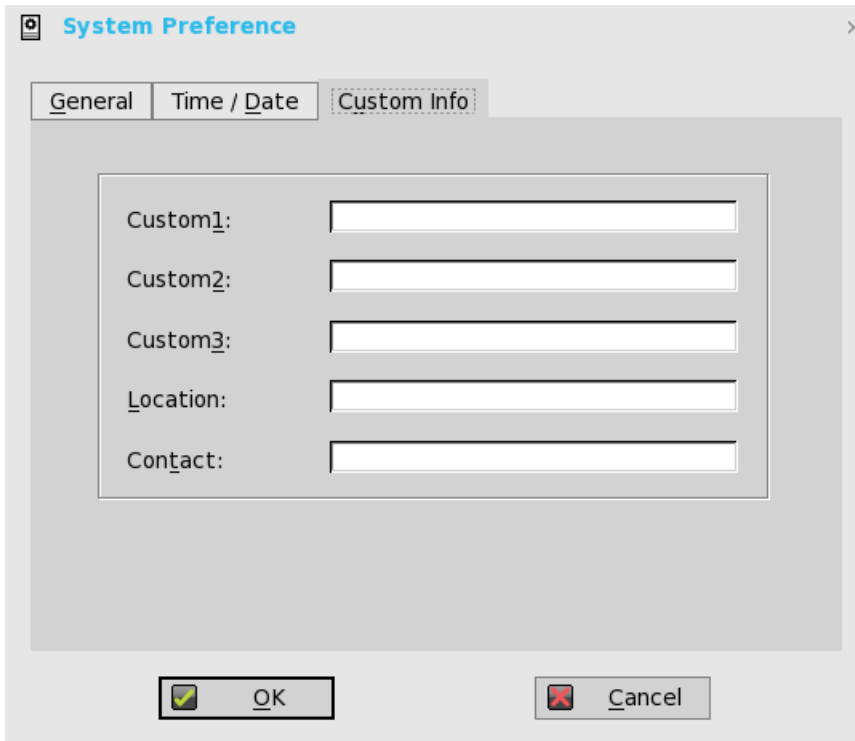 System Preference
General Time / Date Custom Info
Custom1:
Custom2:
Custom3:
Location:
Contact:
OK Cancel